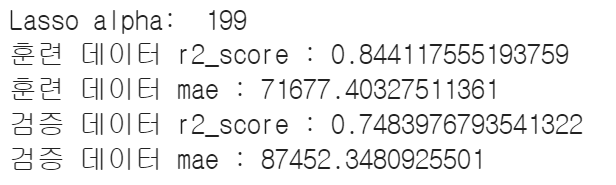 Lasso alpha:  199
훈련 데이터 r2_score : 0.844117555193759
훈련 데이터 mae : 71677.40327511361
검증 데이터 r2_score : 0.7483976793541322
검증 데이터 mae : 87452.3480925501